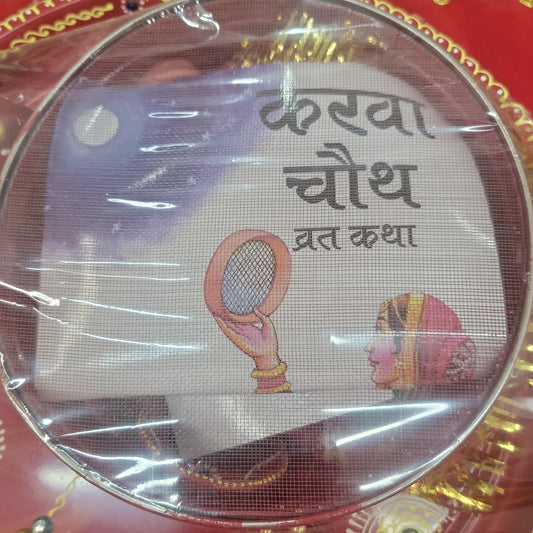 करवा
चौथ
व्रत कथा